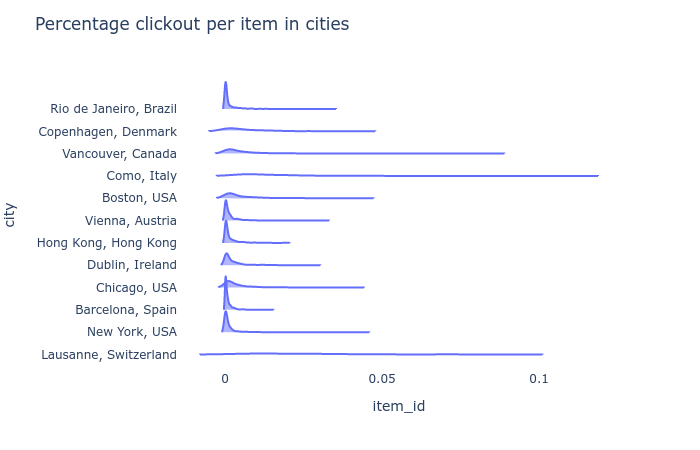 Percentage clickout per item in cities
Rio de Janeiro, Brazil
Copenhagen, Denmark
Vancouver, Canada
Como, Italy
Boston, USA
Vienna, Austria
Hong Kong, Hong Kong
Dublin, Ireland
Chicago, USA
Barcelona, Spain
New York, USA
Lausanne, Switzerland
city
0 0.05 0.1
item_id